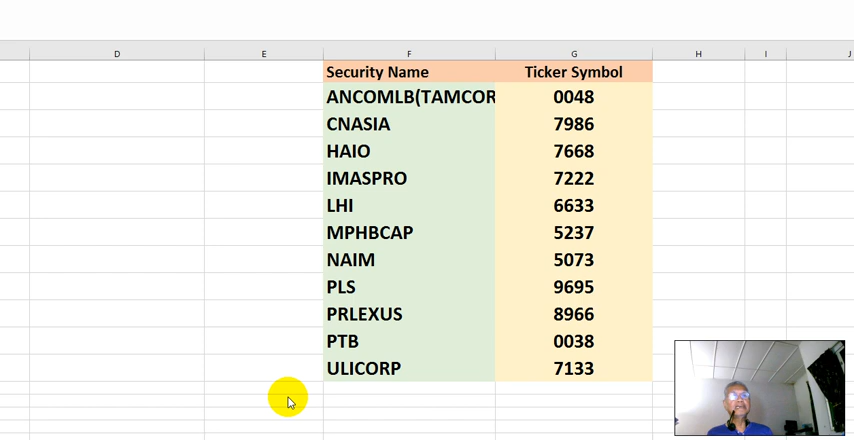 D E F G H I J
Security Name Ticker Symbol
ANCOMLB(TAMCOR 0048
CNASIA 7986
HAIO 7668
IMASPRO 7222
LHI 6633
MPHBCAP 5237
NAIM 5073
PLS 9695
PRLEXUS 8966
PTB 0038
ULICORP 7133